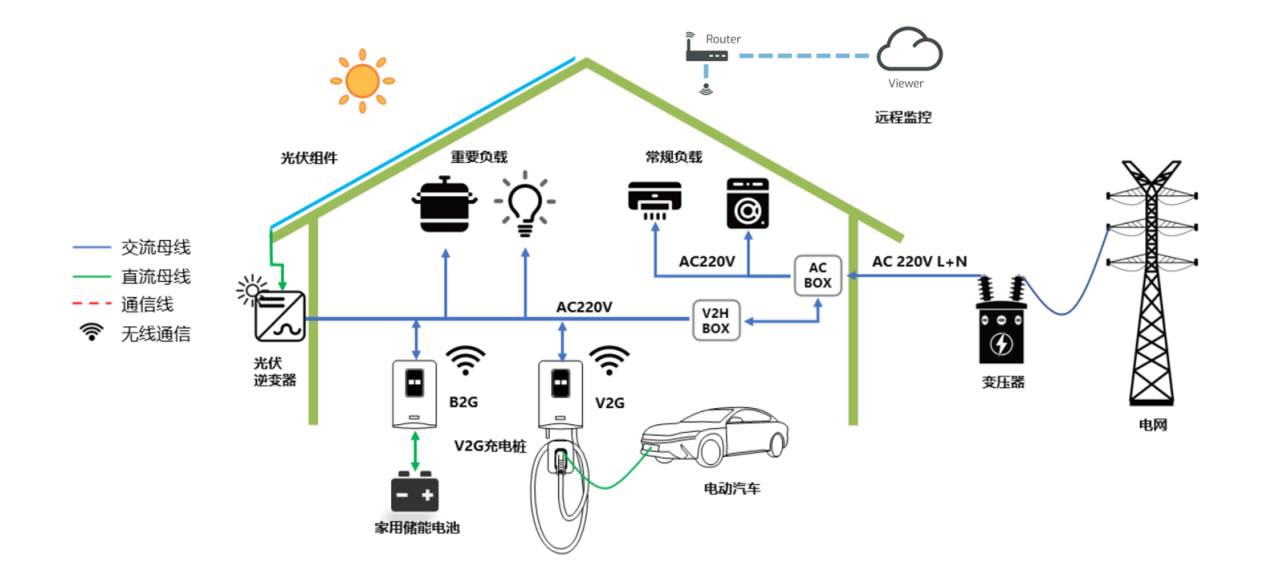 Router
Viewer
远程监控
光伏组件
重要负载
常规负载
交流母线
直流母线
通信线
无线通信
AC220V
AC
BOX
AC 220V L+N
AC220V
V2H
BOX
光伏
逆变器
B2G
V2G
变压器
电网
V2G充电桩
电动汽车
家用储能电池